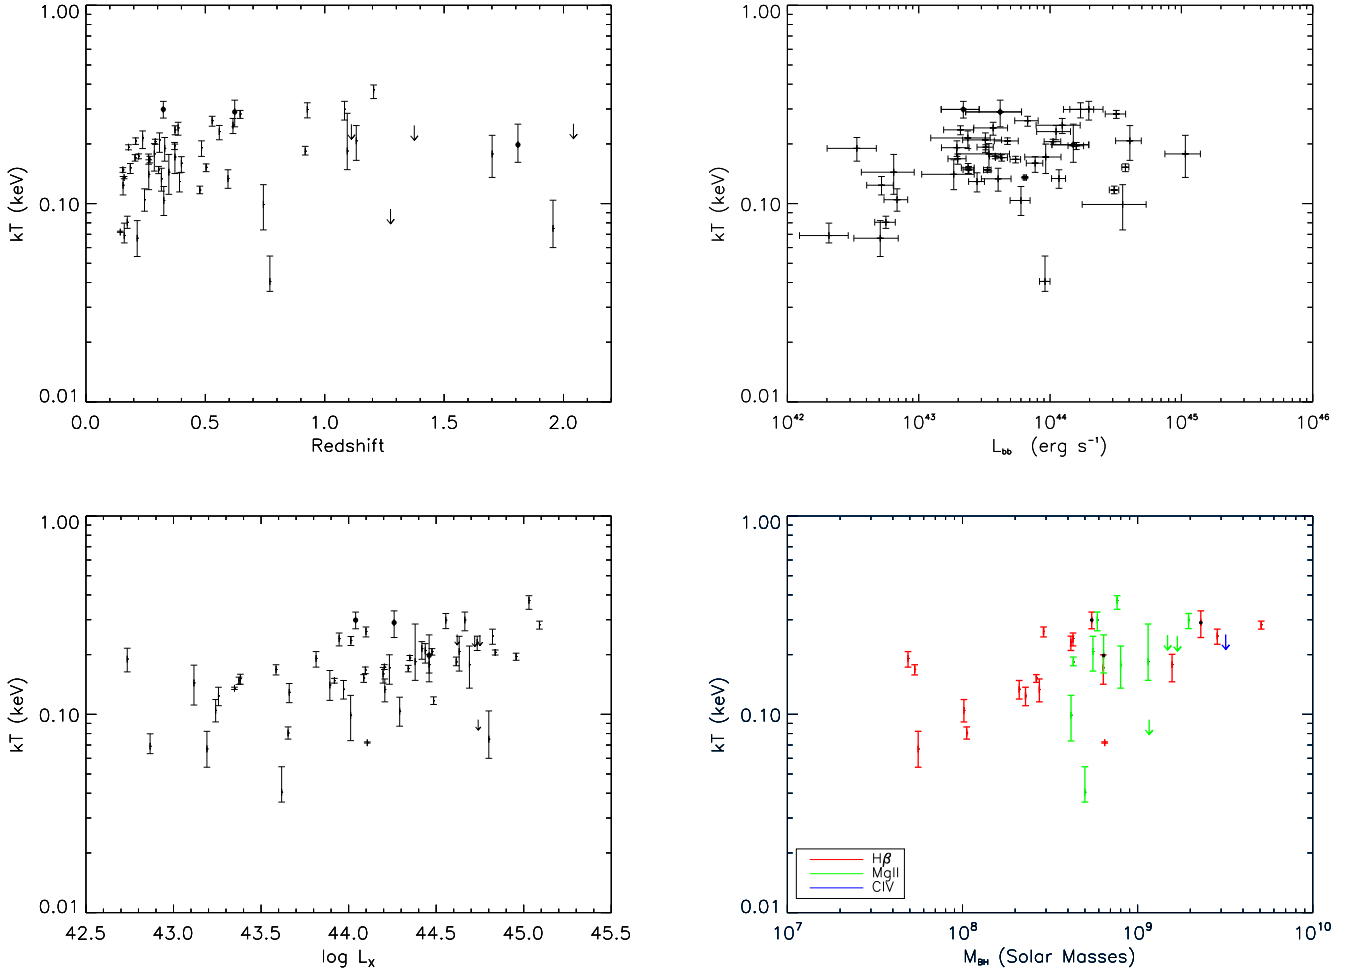 1.00
0.10
0.01
kT (keV)
0.0 0.5 1.0 1.5 2.0
Redshift
1.00
0.10
0.01
kT (keV)
10⁴² 10⁴³ 10⁴⁴ 10⁴⁵ 10⁴⁶
L_bb (erg s⁻¹)
1.00
0.10
0.01
kT (keV)
42.5 43.0 43.5 44.0 44.5 45.0 45.5
log L_X
1.00
0.10
0.01
kT (keV)
Hβ
MgII
CIV
10⁷ 10⁸ 10⁹ 10¹⁰
M_BH (Solar Masses)